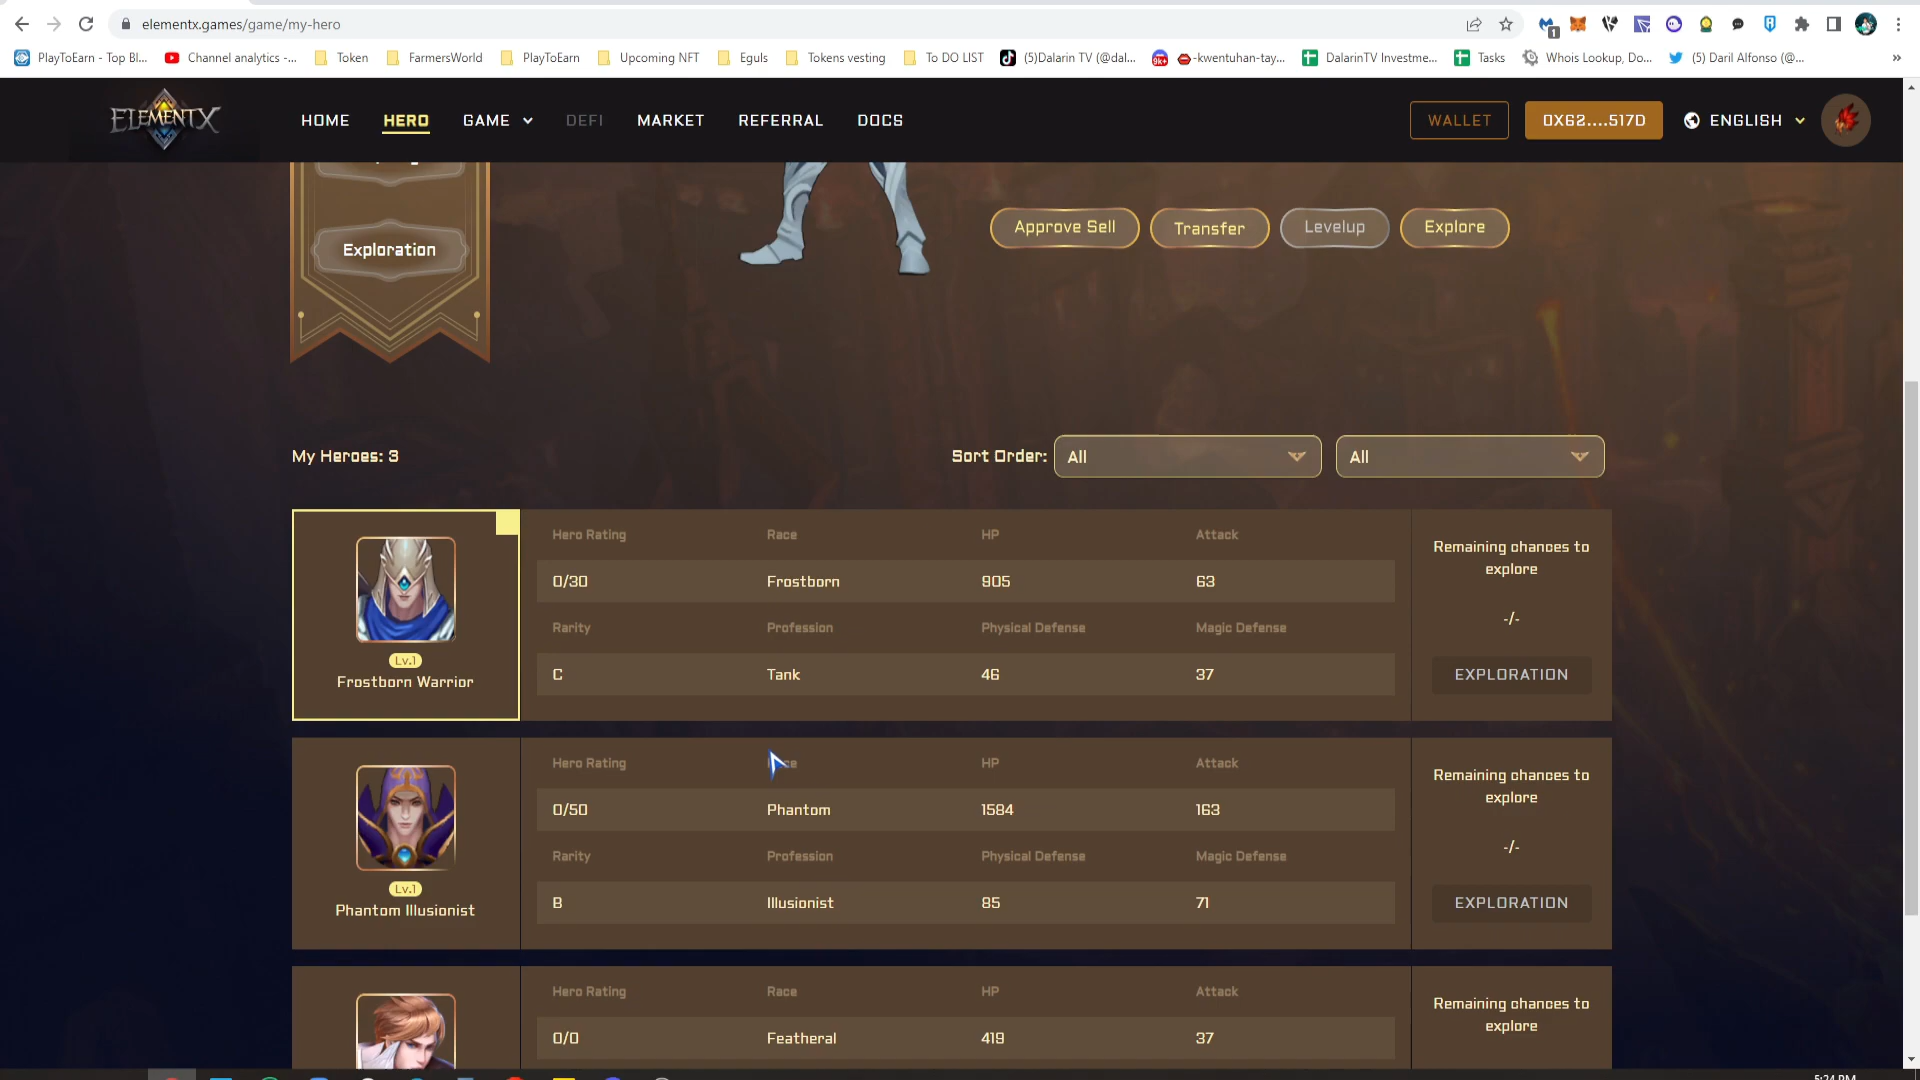 elementx.games/game/my-hero
1
PlayToEarn - Top Bl...
Channel analytics -...
Token
FarmersWorld
PlayToEarn
Upcoming NFT
Eguls
Tokens vesting
To DO LIST
(5)Dalarin TV (@dal...
9k+
-kwentuhan-tay...
DalarinTV Investme...
Tasks
Whois Lookup, Do...
(5) Daril Alfonso (@...
»
ELEMENTX
HOME
HERO
GAME
DEFI
MARKET
REFERRAL
DOCS
WALLET
0X62....517D
ENGLISH
Exploration
Approve Sell
Transfer
Levelup
Explore
My Heroes: 3
Sort Order:
All
All
Lv.1
Frostborn Warrior
Hero Rating
Race
HP
Attack
0/30
Frostborn
905
63
Rarity
Profession
Physical Defense
Magic Defense
C
Tank
46
37
Remaining chances to
explore
-/-
EXPLORATION
Lv.1
Phantom Illusionist
Hero Rating
HP
Attack
0/50
Phantom
1584
163
Rarity
Profession
Physical Defense
Magic Defense
B
Illusionist
85
71
Remaining chances to
explore
-/-
EXPLORATION
Hero Rating
Race
HP
Attack
0/0
Featheral
419
37
Remaining chances to
explore
5:24 PM